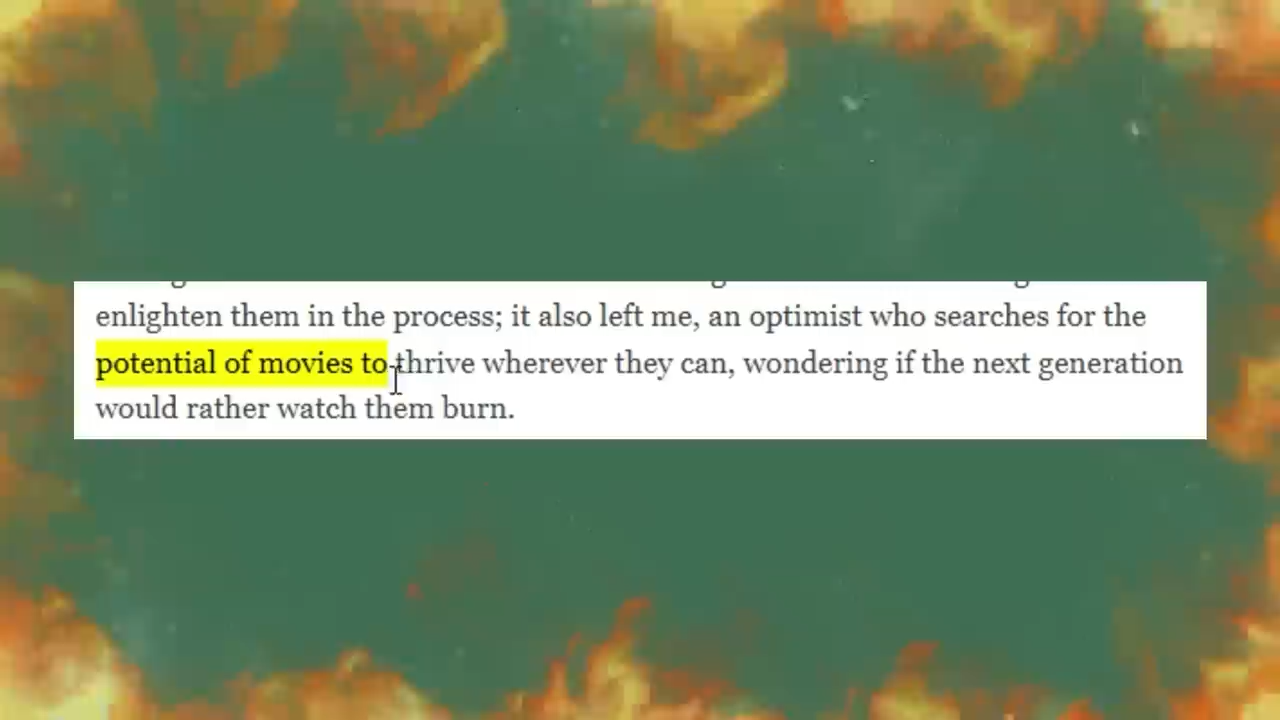 enlighten them in the process; it also left me, an optimist who searches for the
potential of movies to thrive wherever they can, wondering if the next generation
would rather watch them burn.